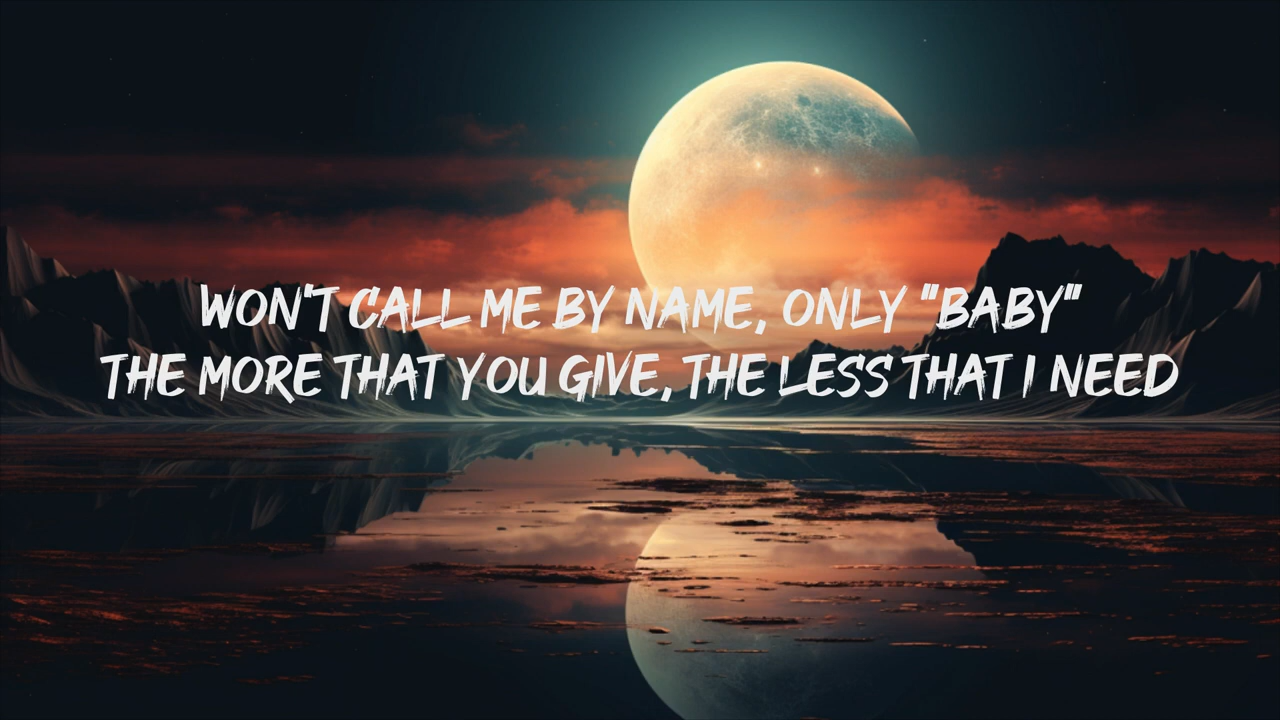 WON'T CALL ME BY NAME, ONLY "BABY"
THE MORE THAT YOU GIVE, THE LESS THAT I NEED